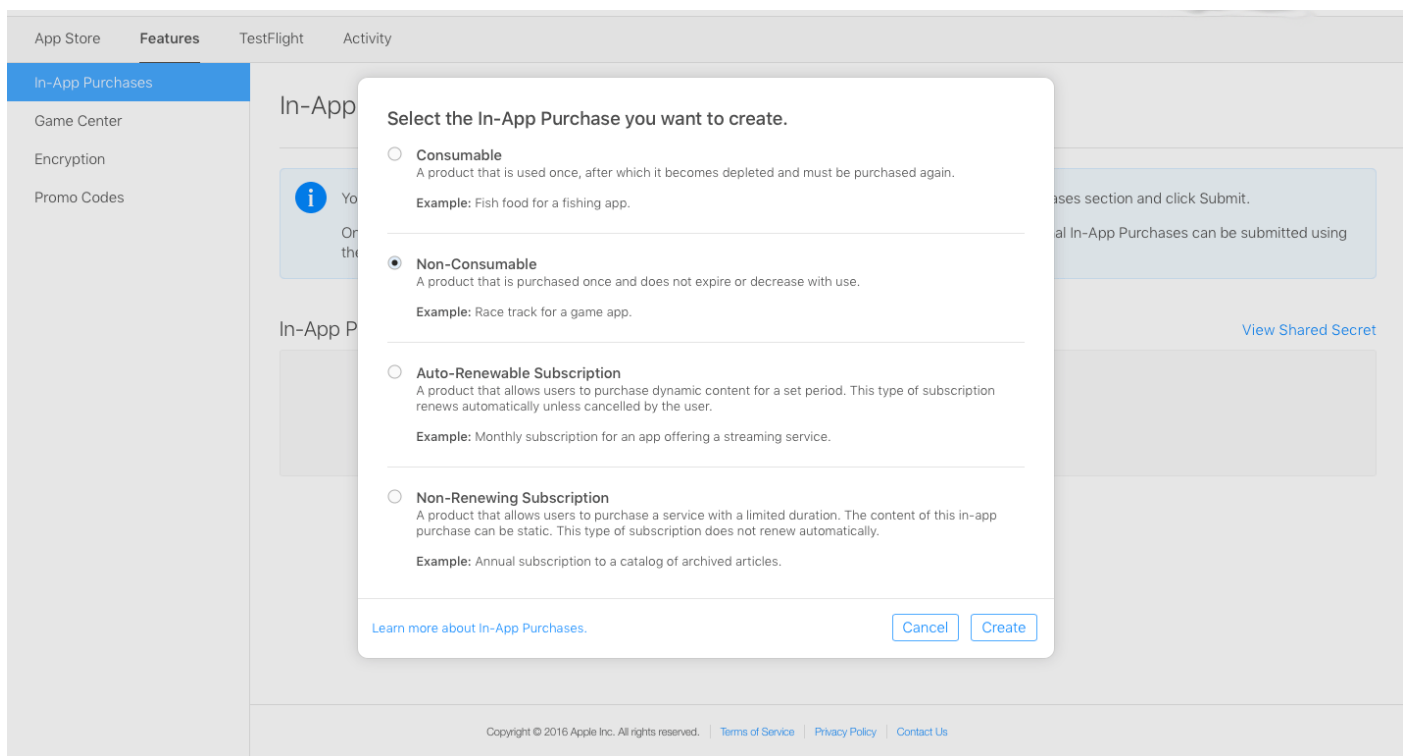 App Store Features TestFlight Activity
In-App Purchases
Game Center
Encryption
Promo Codes
In-App
Select the In-App Purchase you want to create.
Consumable
A product that is used once, after which it becomes depleted and must be purchased again.
Example: Fish food for a fishing app.
Non-Consumable
A product that is purchased once and does not expire or decrease with use.
Example: Race track for a game app.
Auto-Renewable Subscription
A product that allows users to purchase dynamic content for a set period. This type of subscription
renews automatically unless cancelled by the user.
Example: Monthly subscription for an app offering a streaming service.
Non-Renewing Subscription
A product that allows users to purchase a service with a limited duration. The content of this in-app
purchase can be static. This type of subscription does not renew automatically.
Example: Annual subscription to a catalog of archived articles.
Learn more about In-App Purchases.
Cancel Create
section and click Submit.
In-App Purchases can be submitted using
In-App
View Shared Secret
Copyright © 2016 Apple Inc. All rights reserved. Terms of Service Privacy Policy Contact Us